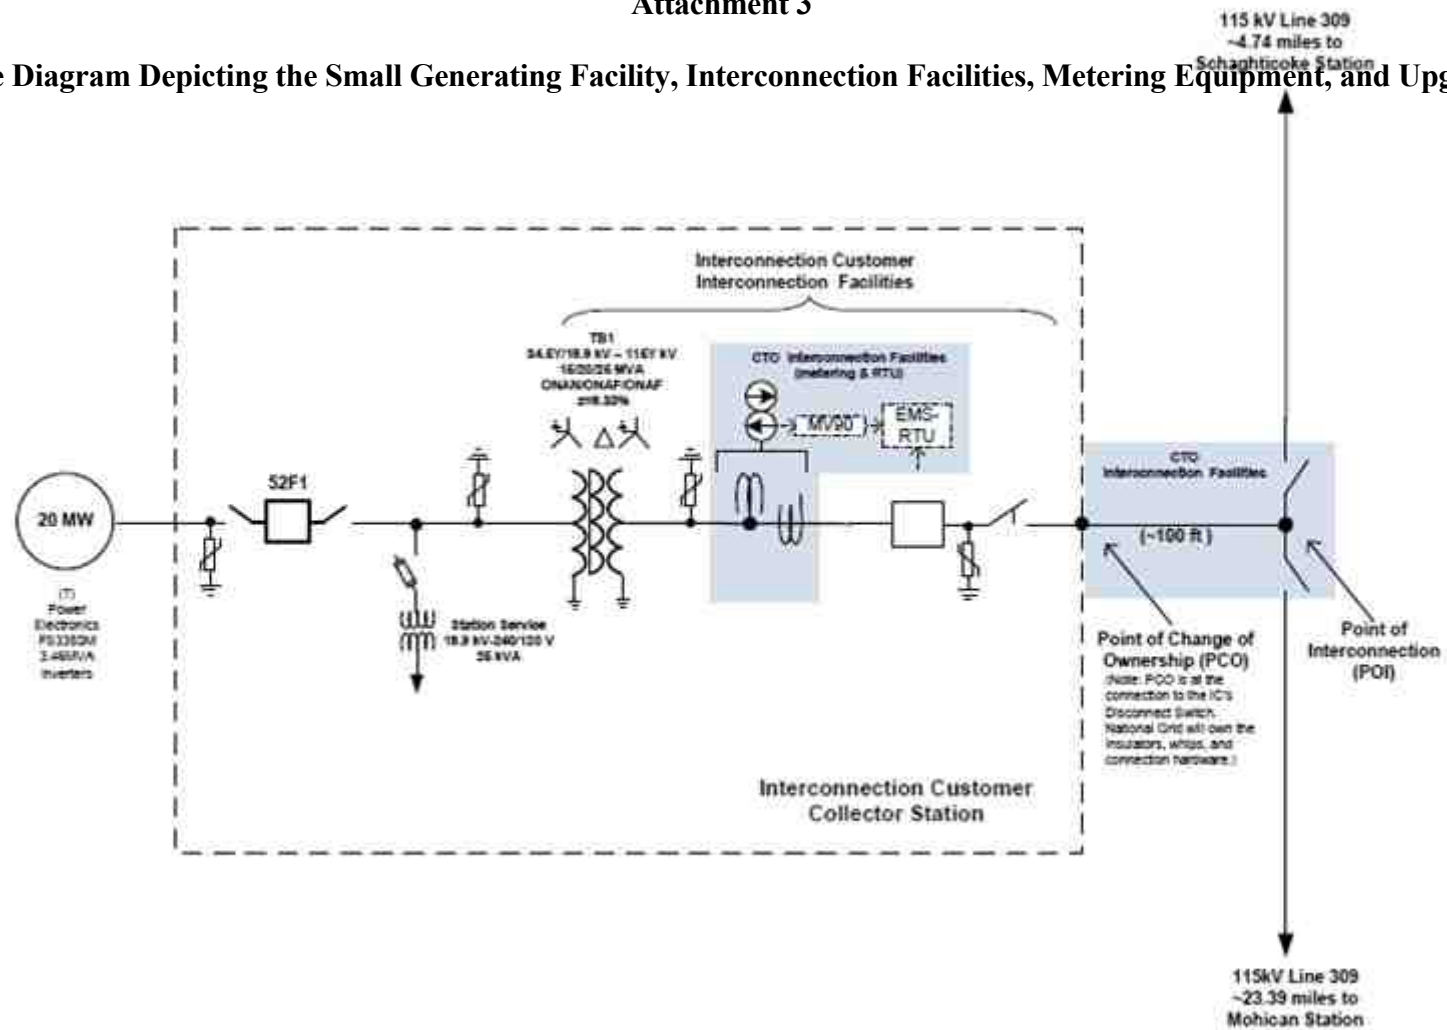 Attachment 3
e Diagram Depicting the Small Generating Facility, Interconnection Facilities, Metering Equipment, and Upg
115 kV Line 309
~4.74 miles to
Schaghticoke Station
Interconnection Customer
Interconnection Facilities
TB1
ONAN/ONAF/ONAF
CTO Interconnection Facilities
(metering & RTU)
MV90
EMS-
RTU
20 MW
52F1
Power
Electronics
Inverters
Station Service
CTO
Interconnection Facilities
(~100 ft )
Point of Change of
Ownership (PCO)
(Note: PCO is at the
connection to the IC's
Disconnect Switch.
National Grid will own the
insulators, whips, and
connection hardware.)
Point of
Interconnection
(POI)
Interconnection Customer
Collector Station
115kV Line 309
~23.39 miles to
Mohican Station